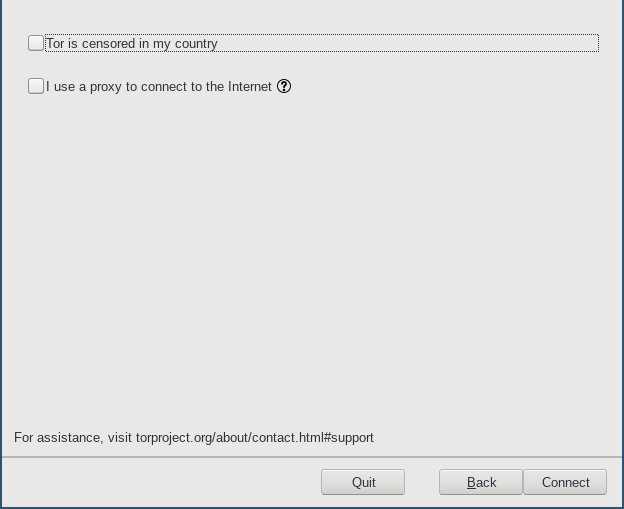 Tor is censored in my country
I use a proxy to connect to the Internet ?
For assistance, visit torproject.org/about/contact.html#support
Quit Back Connect